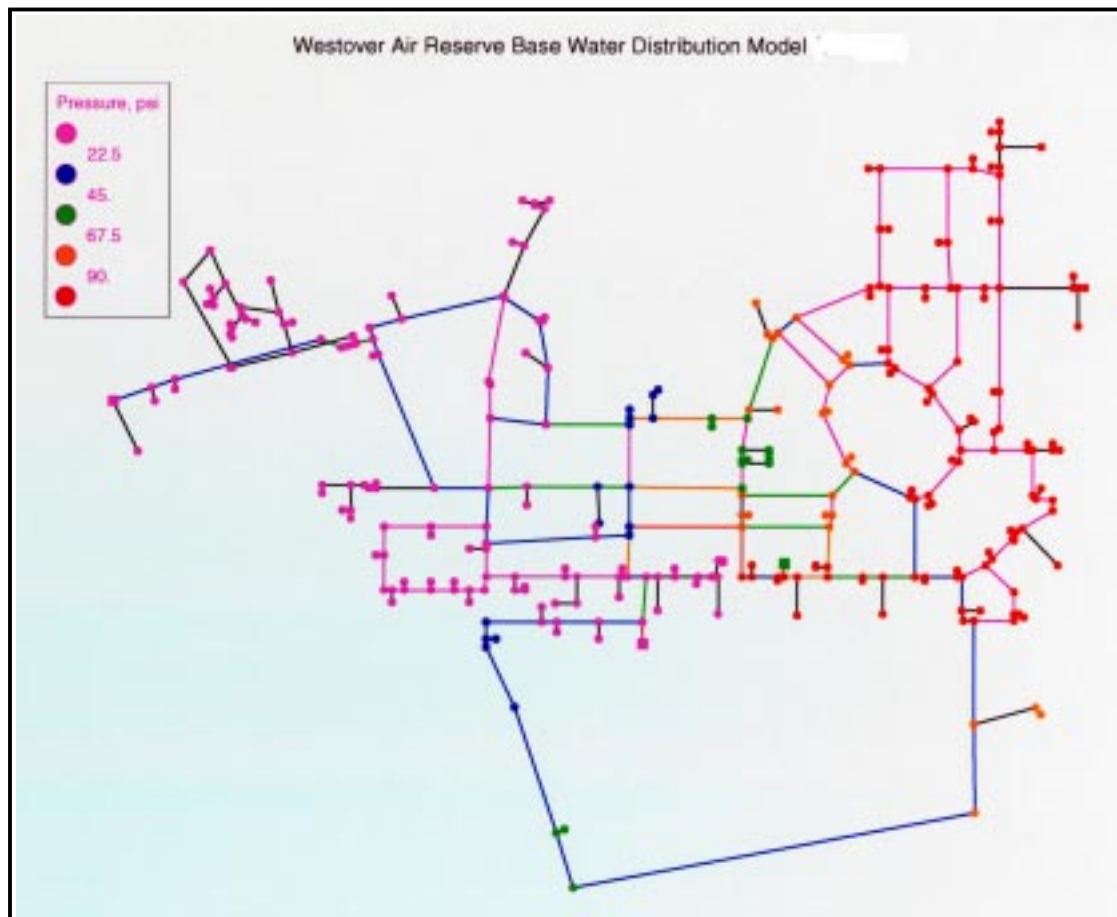 Westover Air Reserve Base Water Distribution Model
Pressure, psi
22.5
45.
67.5
90.